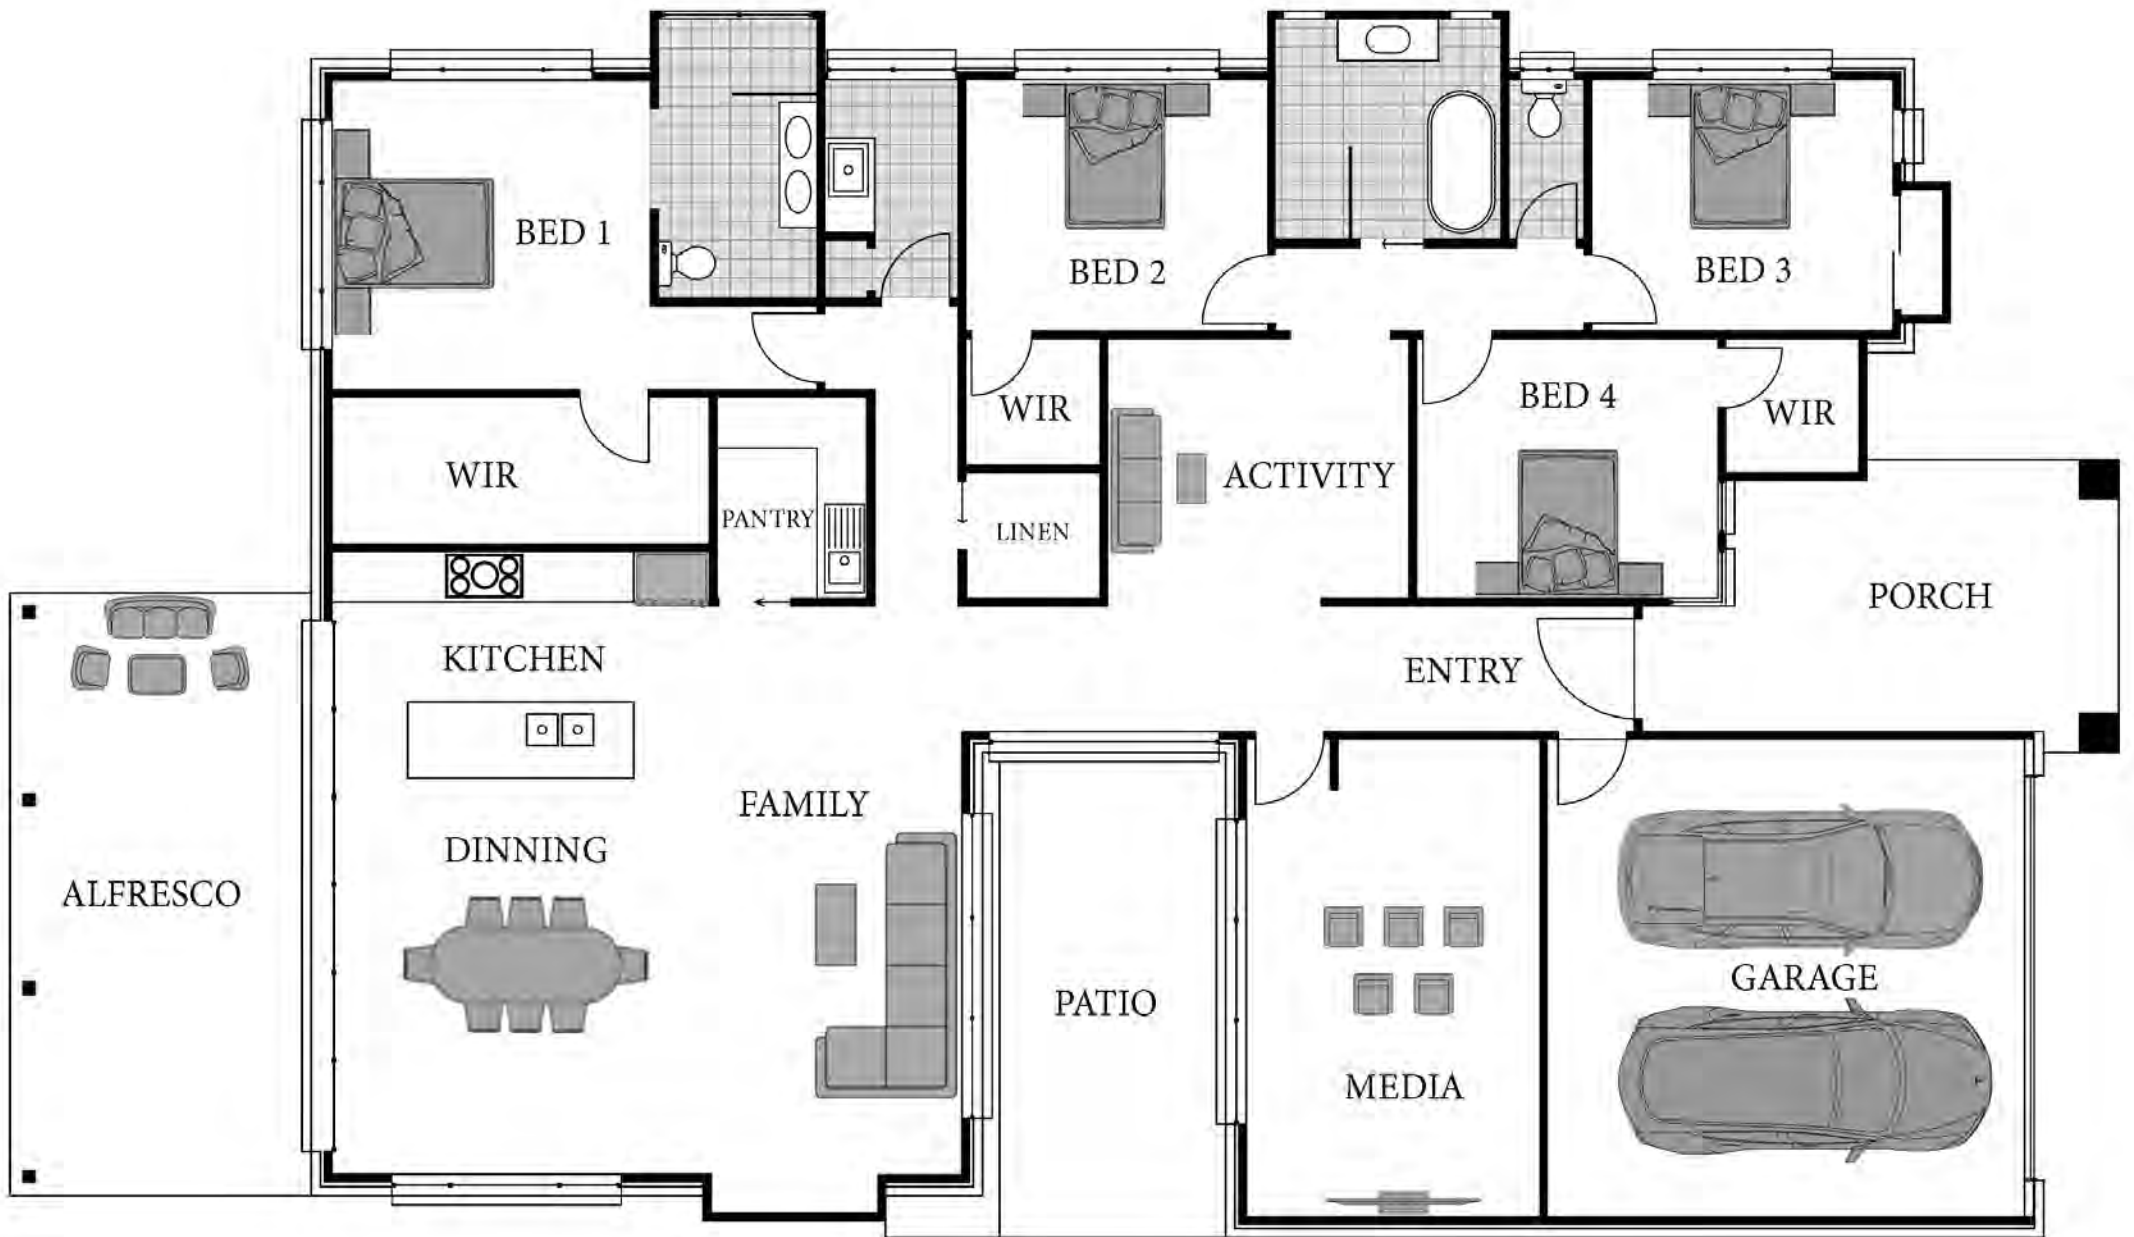 BED 1
BED 2
BED 3
BED 4
WIR
WIR
WIR
ACTIVITY
PANTRY
LINEN
PORCH
KITCHEN
ENTRY
FAMILY
DINNING
ALFRESCO
GARAGE
PATIO
MEDIA